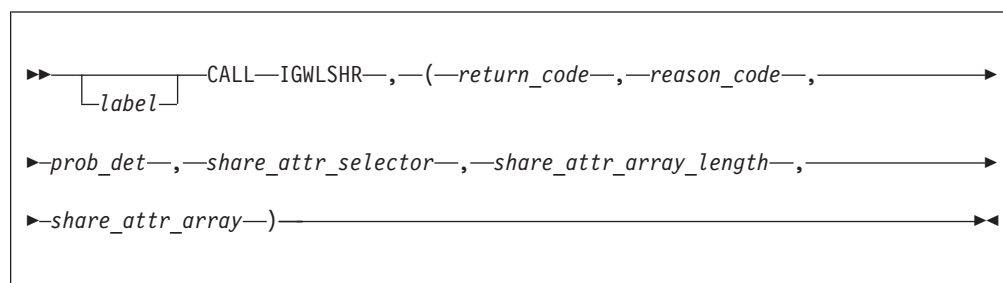 CALL IGWLSHR , ( return_code , reason_code ,
label
prob_det , share_attr_selector , share_attr_array_length ,
share_attr_array )